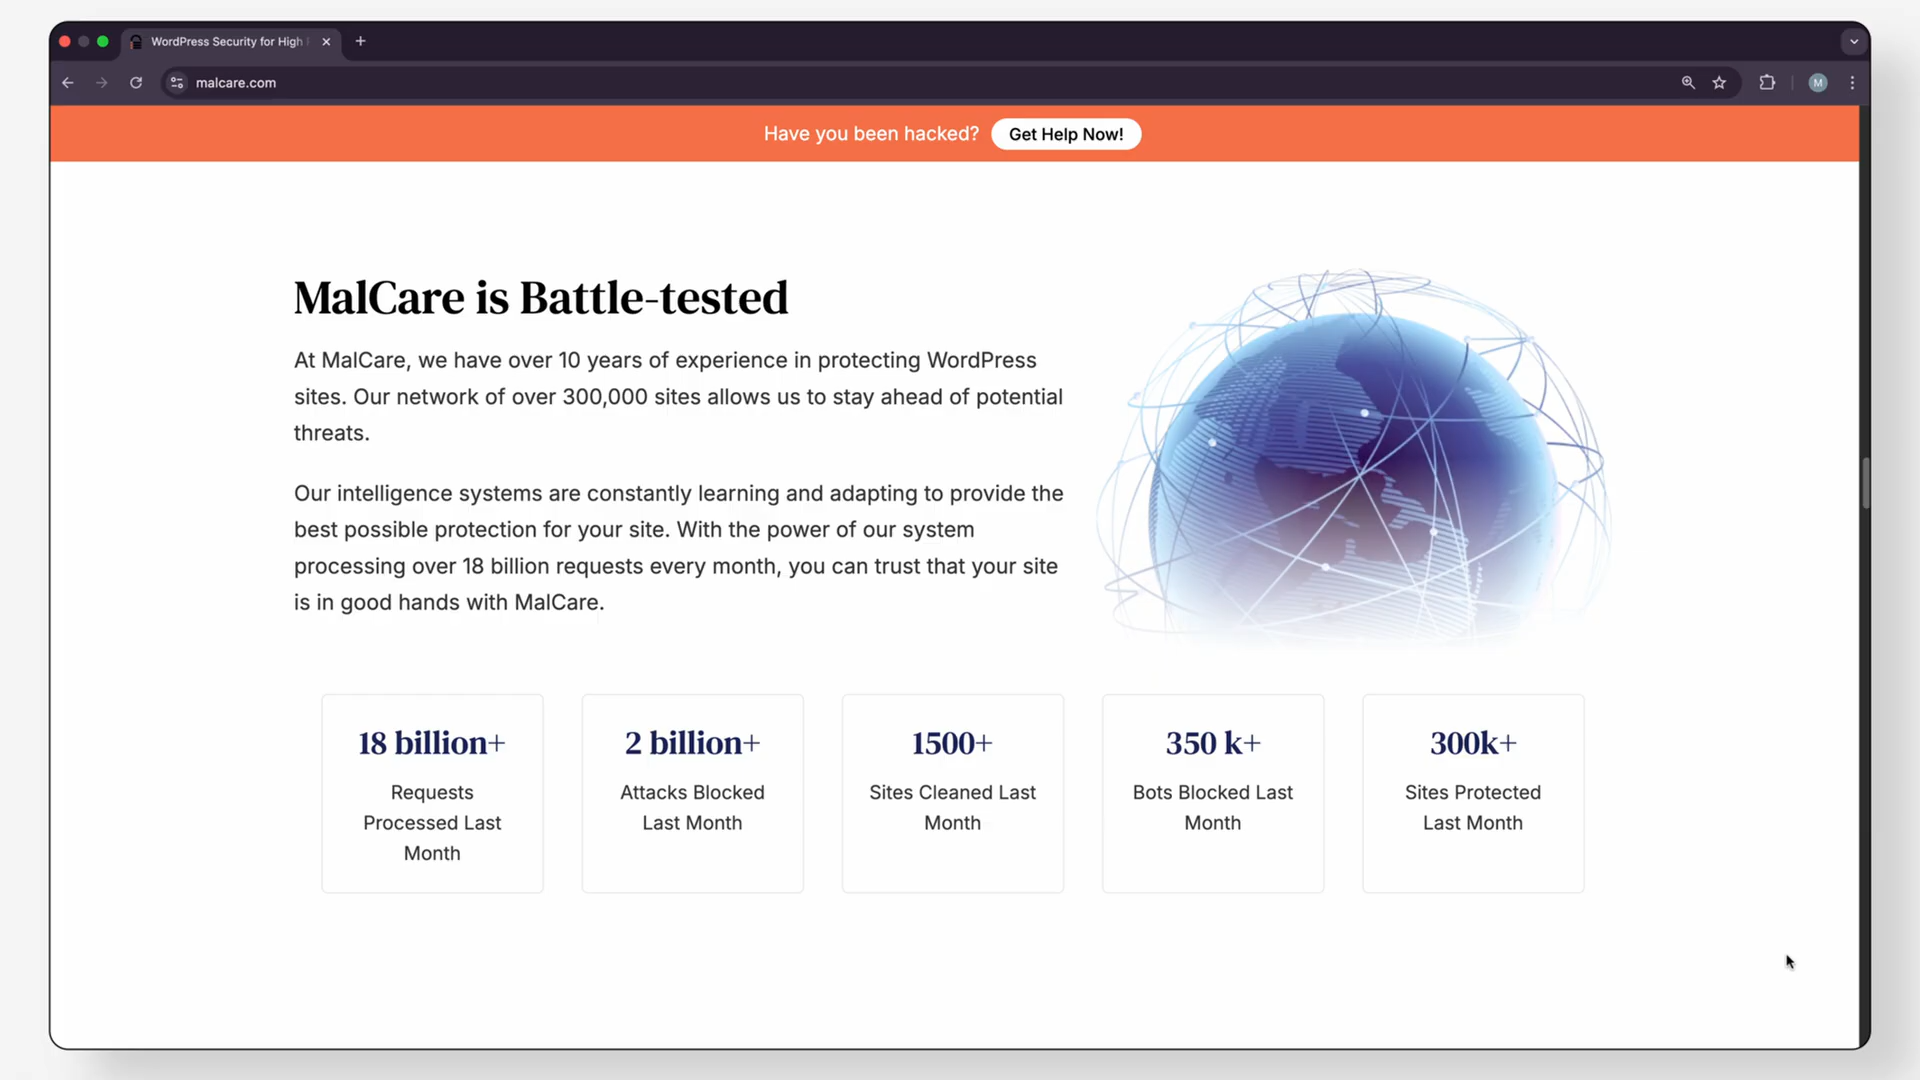 WordPress Security for High
malcare.com
M
Have you been hacked? Get Help Now!
MalCare is Battle-tested
At MalCare, we have over 10 years of experience in protecting WordPress
sites. Our network of over 300,000 sites allows us to stay ahead of potential
threats.
Our intelligence systems are constantly learning and adapting to provide the
best possible protection for your site. With the power of our system
processing over 18 billion requests every month, you can trust that your site
is in good hands with MalCare.
18 billion+
Requests
Processed Last
Month
2 billion+
Attacks Blocked
Last Month
1500+
Sites Cleaned Last
Month
350 k+
Bots Blocked Last
Month
300k+
Sites Protected
Last Month